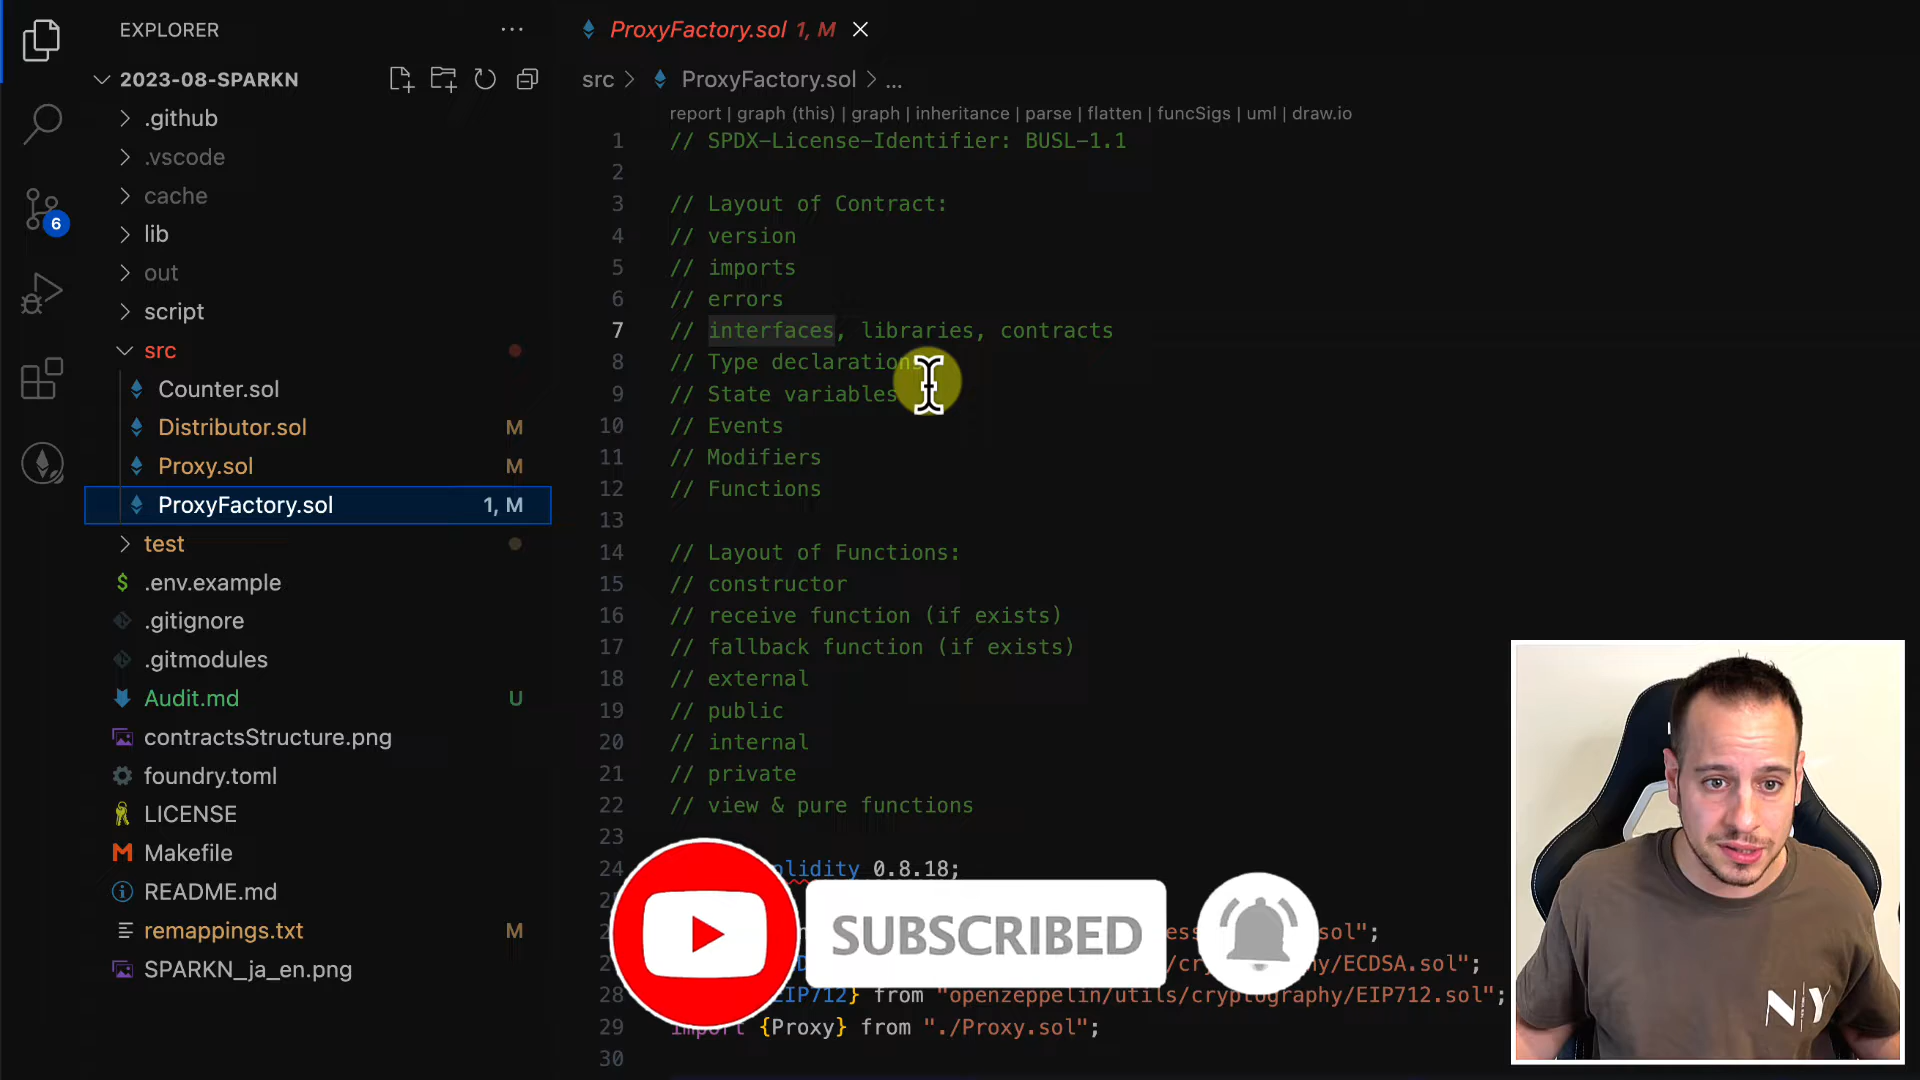 EXPLORER
2023-08-SPARKN
.github
.vscode
cache
lib
out
script
src
Counter.sol
Distributor.sol M
Proxy.sol M
ProxyFactory.sol 1, M
test
.env.example
.gitignore
.gitmodules
Audit.md U
contractsStructure.png
foundry.toml
LICENSE
Makefile
README.md
remappings.txt M
SPARKN_ja_en.png
6
ProxyFactory.sol 1, M
src > ProxyFactory.sol > ...
report | graph (this) | graph | inheritance | parse | flatten | funcSigs | uml | draw.io
1 // SPDX-License-Identifier: BUSL-1.1
2
3 // Layout of Contract:
4 // version
5 // imports
6 // errors
7 // interfaces, libraries, contracts
8 // Type declarations
9 // State variables
10 // Events
11 // Modifiers
12 // Functions
13
14 // Layout of Functions:
15 // constructor
16 // receive function (if exists)
17 // fallback function (if exists)
18 // external
19 // public
20 // internal
21 // private
22 // view & pure functions
23
24 olidity 0.8.18;
sol";
/ECDSA.sol";
28 EIP712} from "openzeppelin/utils/cryptography/EIP712.sol";
29 import {Proxy} from "./Proxy.sol";
30
SUBSCRIBED
NY